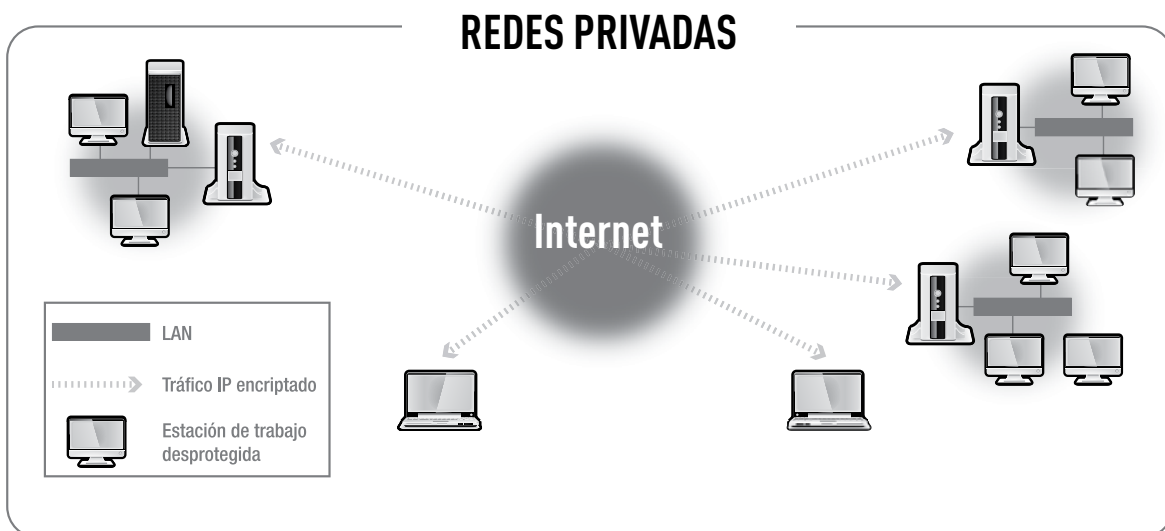 REDES PRIVADAS
Internet
LAN
Tráfico IP encriptado
Estación de trabajo
desprotegida